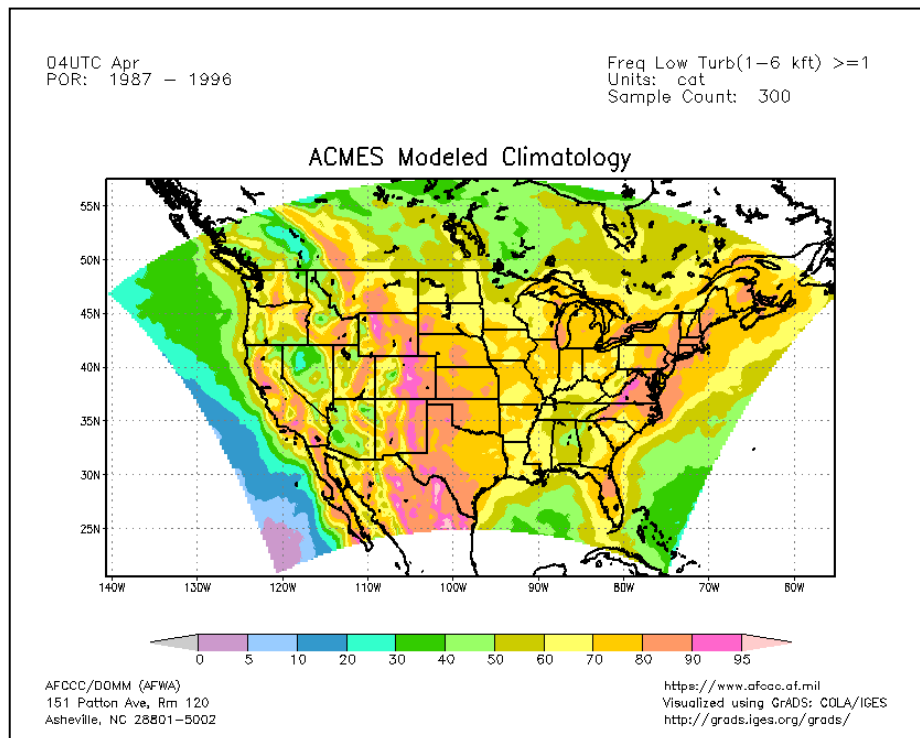 04UTC Apr
POR: 1987 – 1996
Freq Low Turb(1–6 kft) >=1
Units: cat
Sample Count: 300
ACMES Modeled Climatology
55N
50N
45N
40N
35N
30N
25N
140W 130W 120W 110W 100W 90W 80W 70W 60W
0 5 10 20 30 40 50 60 70 80 90 95
AFCCC/DOMM (AFWA)
151 Patton Ave, Rm 120
Asheville, NC 28801–5002
https://www.afcac.af.mil
Visualized using GrADS: COLA/IGES
http://grads.iges.org/grads/